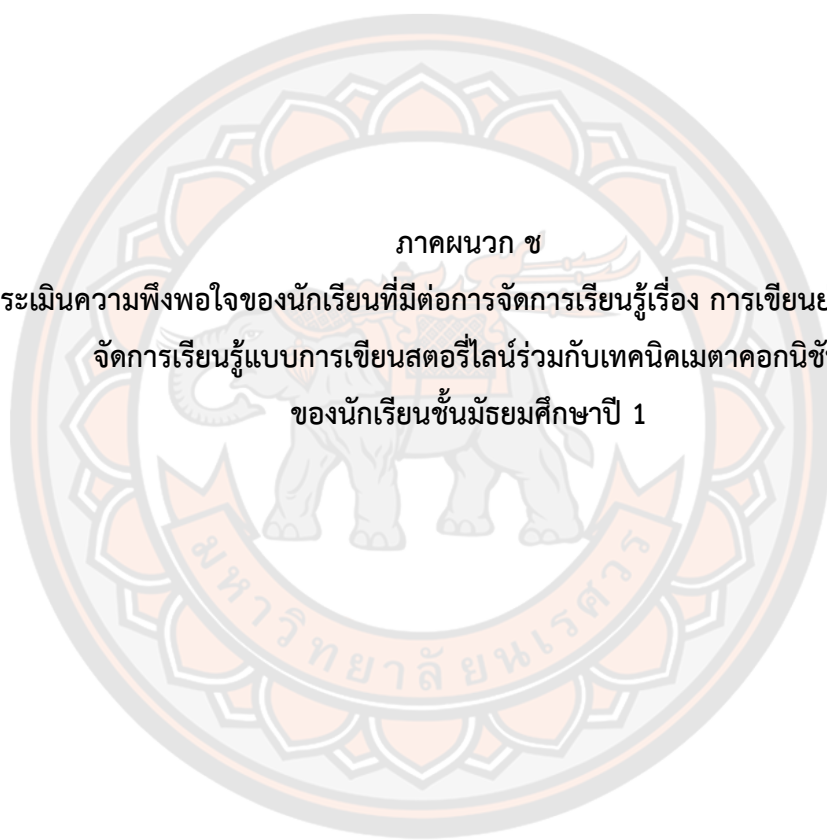 ภาคผนวก ช
ระเมินความพึงพอใจของนักเรียนที่มีต่อการจัดการเรียนรู้เรื่อง การเขียนย
จัดการเรียนรู้แบบการเขียนสตอรี่ไลน์ร่วมกับเทคนิคเมตาคอกนิชั
ของนักเรียนชั้นมัธยมศึกษาปี 1
มหาวิทยาลัยนเรศวร